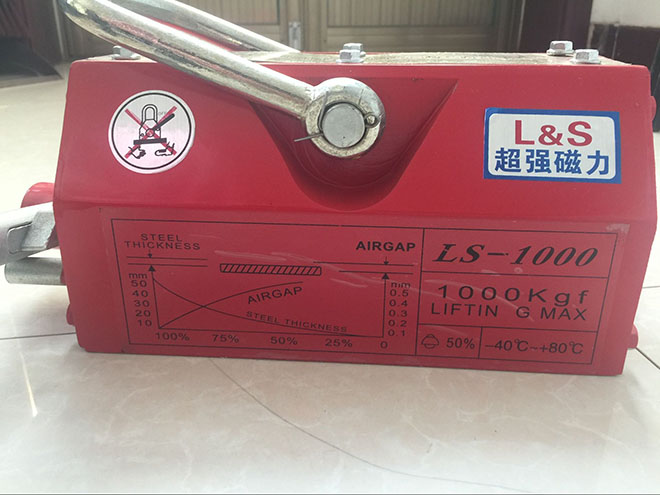 L&S
超强磁力
STEEL
THICKNESS
AIRGAP
mm
50
40
30
20
10
AIRGAP
STEEL THICKNESS
mm
0.5
0.4
0.3
0.2
0.1
100% 75% 50% 25% 0
LS-1000
1000Kgf
LIFTIN G MAX
50%
-40℃~+80℃